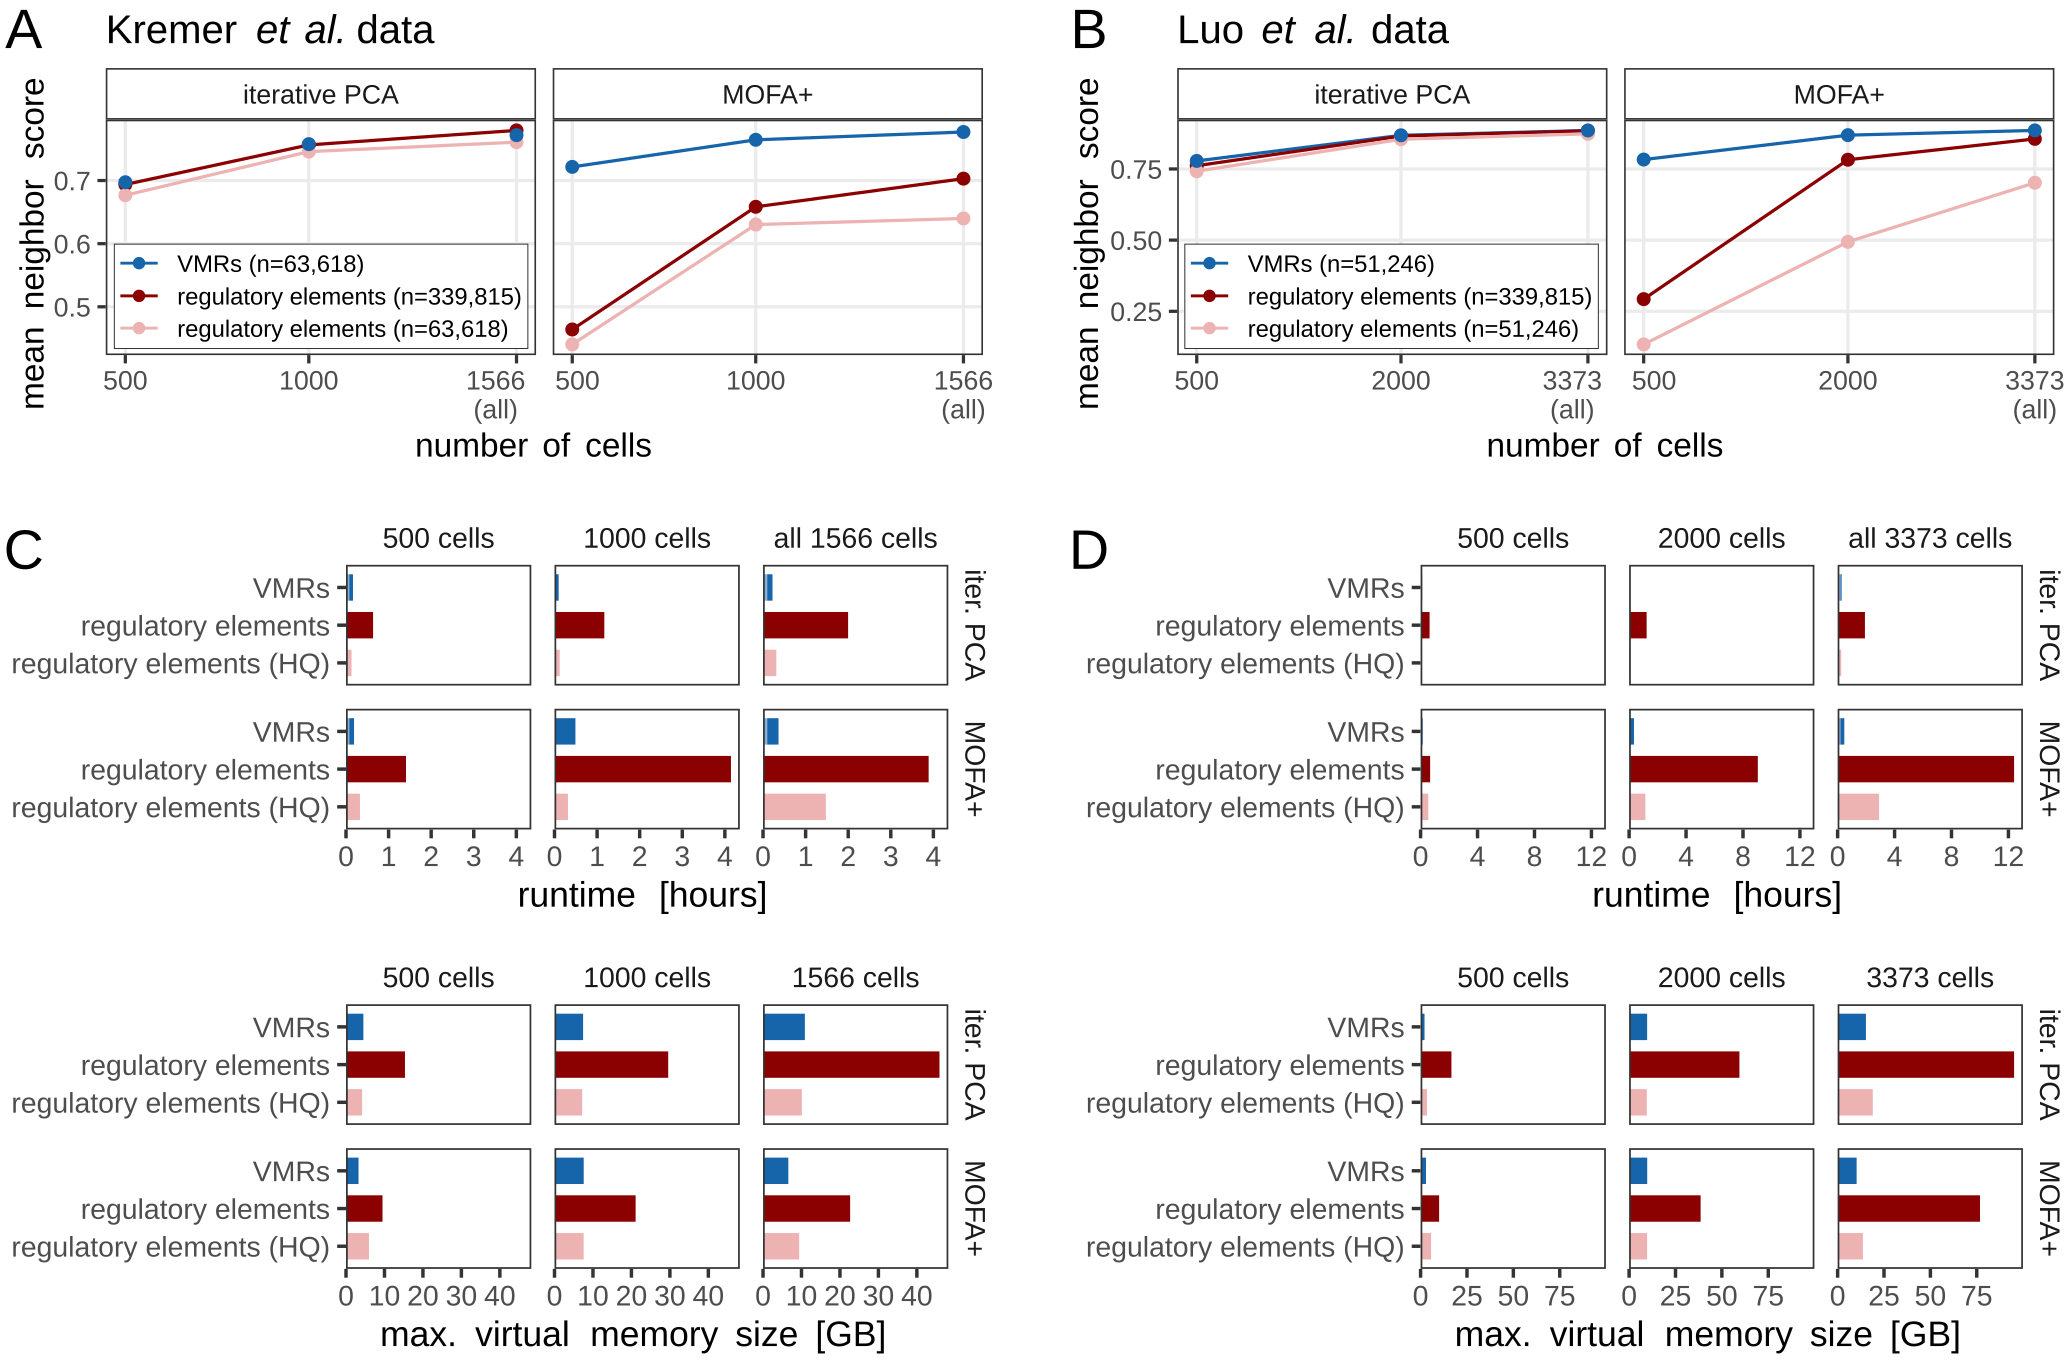 A
Kremer et al. data
iterative PCA
MOFA+
mean neighbor score
0.7
0.6
0.5
VMRs (n=63,618)
regulatory elements (n=339,815)
regulatory elements (n=63,618)
500 1000 1566 (all)
500 1000 1566 (all)
number of cells
B
Luo et al. data
iterative PCA
MOFA+
mean neighbor score
0.75
0.50
0.25
VMRs (n=51,246)
regulatory elements (n=339,815)
regulatory elements (n=51,246)
500 2000 3373 (all)
500 2000 3373 (all)
number of cells
C
500 cells
1000 cells
all 1566 cells
VMRs
regulatory elements
regulatory elements (HQ)
iter. PCA
VMRs
regulatory elements
regulatory elements (HQ)
MOFA+
0 1 2 3 4
0 1 2 3 4
0 1 2 3 4
runtime [hours]
500 cells
1000 cells
1566 cells
VMRs
regulatory elements
regulatory elements (HQ)
iter. PCA
VMRs
regulatory elements
regulatory elements (HQ)
MOFA+
0 10 20 30 40
0 10 20 30 40
0 10 20 30 40
max. virtual memory size [GB]
D
500 cells
2000 cells
all 3373 cells
VMRs
regulatory elements
regulatory elements (HQ)
iter. PCA
VMRs
regulatory elements
regulatory elements (HQ)
MOFA+
0 4 8 12
0 4 8 12
0 4 8 12
runtime [hours]
500 cells
2000 cells
3373 cells
VMRs
regulatory elements
regulatory elements (HQ)
iter. PCA
VMRs
regulatory elements
regulatory elements (HQ)
MOFA+
0 25 50 75
0 25 50 75
0 25 50 75
max. virtual memory size [GB]